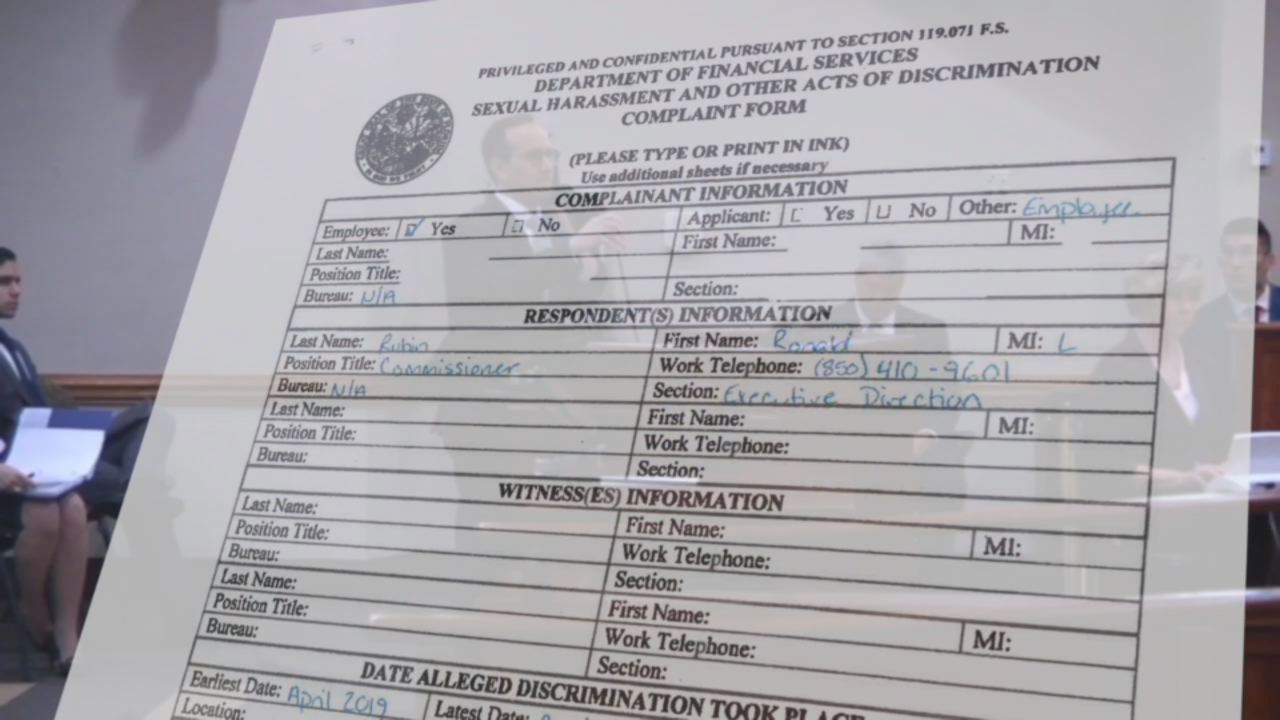 PRIVILEGED AND CONFIDENTIAL PURSUANT TO SECTION 119.071 F.S.
DEPARTMENT OF FINANCIAL SERVICES
SEXUAL HARASSMENT AND OTHER ACTS OF DISCRIMINATION
COMPLAINT FORM
(PLEASE TYPE OR PRINT IN INK)
Use additional sheets if necessary
COMPLAINANT INFORMATION
Employee: Yes No Applicant: Yes No Other: Employee
Last Name: First Name: MI:
Position Title:
Bureau: N/A Section:
RESPONDENT(S) INFORMATION
Last Name: Rubin First Name: Ronald MI: L
Position Title: Commissioner Work Telephone: (850) 410-9601
Bureau: N/A Section: Executive Direction
Last Name: First Name: MI:
Position Title: Work Telephone:
Bureau: Section:
WITNESS(ES) INFORMATION
Last Name: First Name: MI:
Position Title: Work Telephone:
Bureau: Section:
Last Name: First Name: MI:
Position Title: Work Telephone:
Bureau: Section:
DATE ALLEGED DISCRIMINATION TOOK PLACE
Earliest Date: April 2019 Latest Date:
Location: